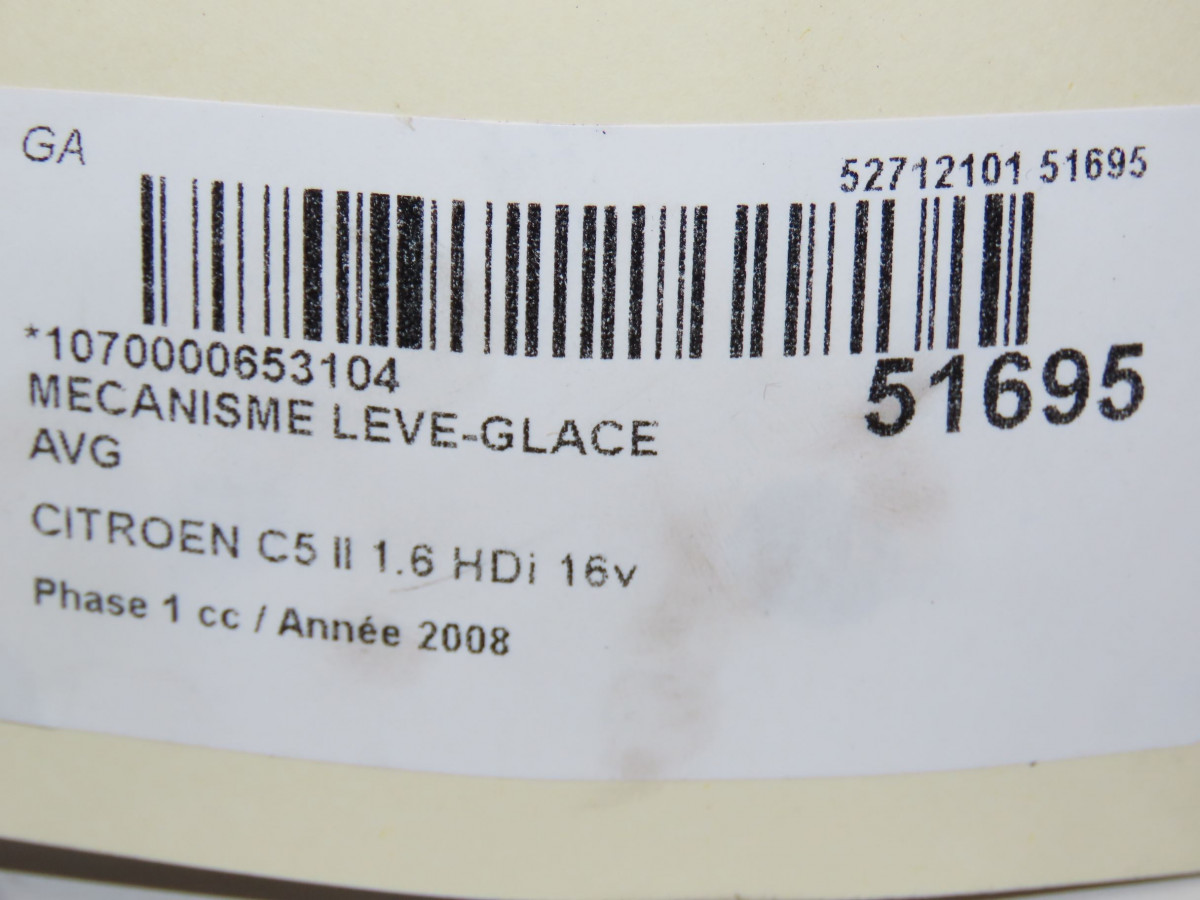 GA
52712101 51695
*1070000653104
51695
MECANISME LEVE-GLACE
AVG
CITROEN C5 II 1.6 HDi 16v
Phase 1 cc / Année 2008